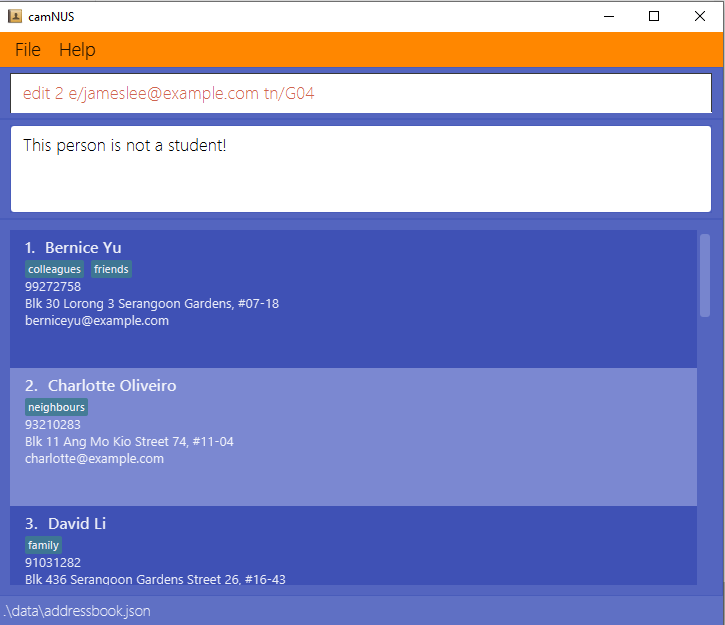 camNUS
File Help
edit 2 e/jameslee@example.com tn/G04
This person is not a student!
1. Bernice Yu
colleagues friends
99272758
Blk 30 Lorong 3 Serangoon Gardens, #07-18
berniceyu@example.com
2. Charlotte Oliveiro
neighbours
93210283
Blk 11 Ang Mo Kio Street 74, #11-04
charlotte@example.com
3. David Li
family
91031282
Blk 436 Serangoon Gardens Street 26, #16-43
.\data\addressbook.json